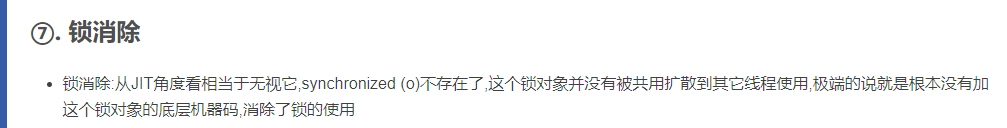 ⑦. 锁消除
锁消除:从JIT角度看相当于无视它,synchronized (o)不存在了,这个锁对象并没有被共用扩散到其它线程使用,极端的说就是根本没有加
这个锁对象的底层机器码,消除了锁的使用